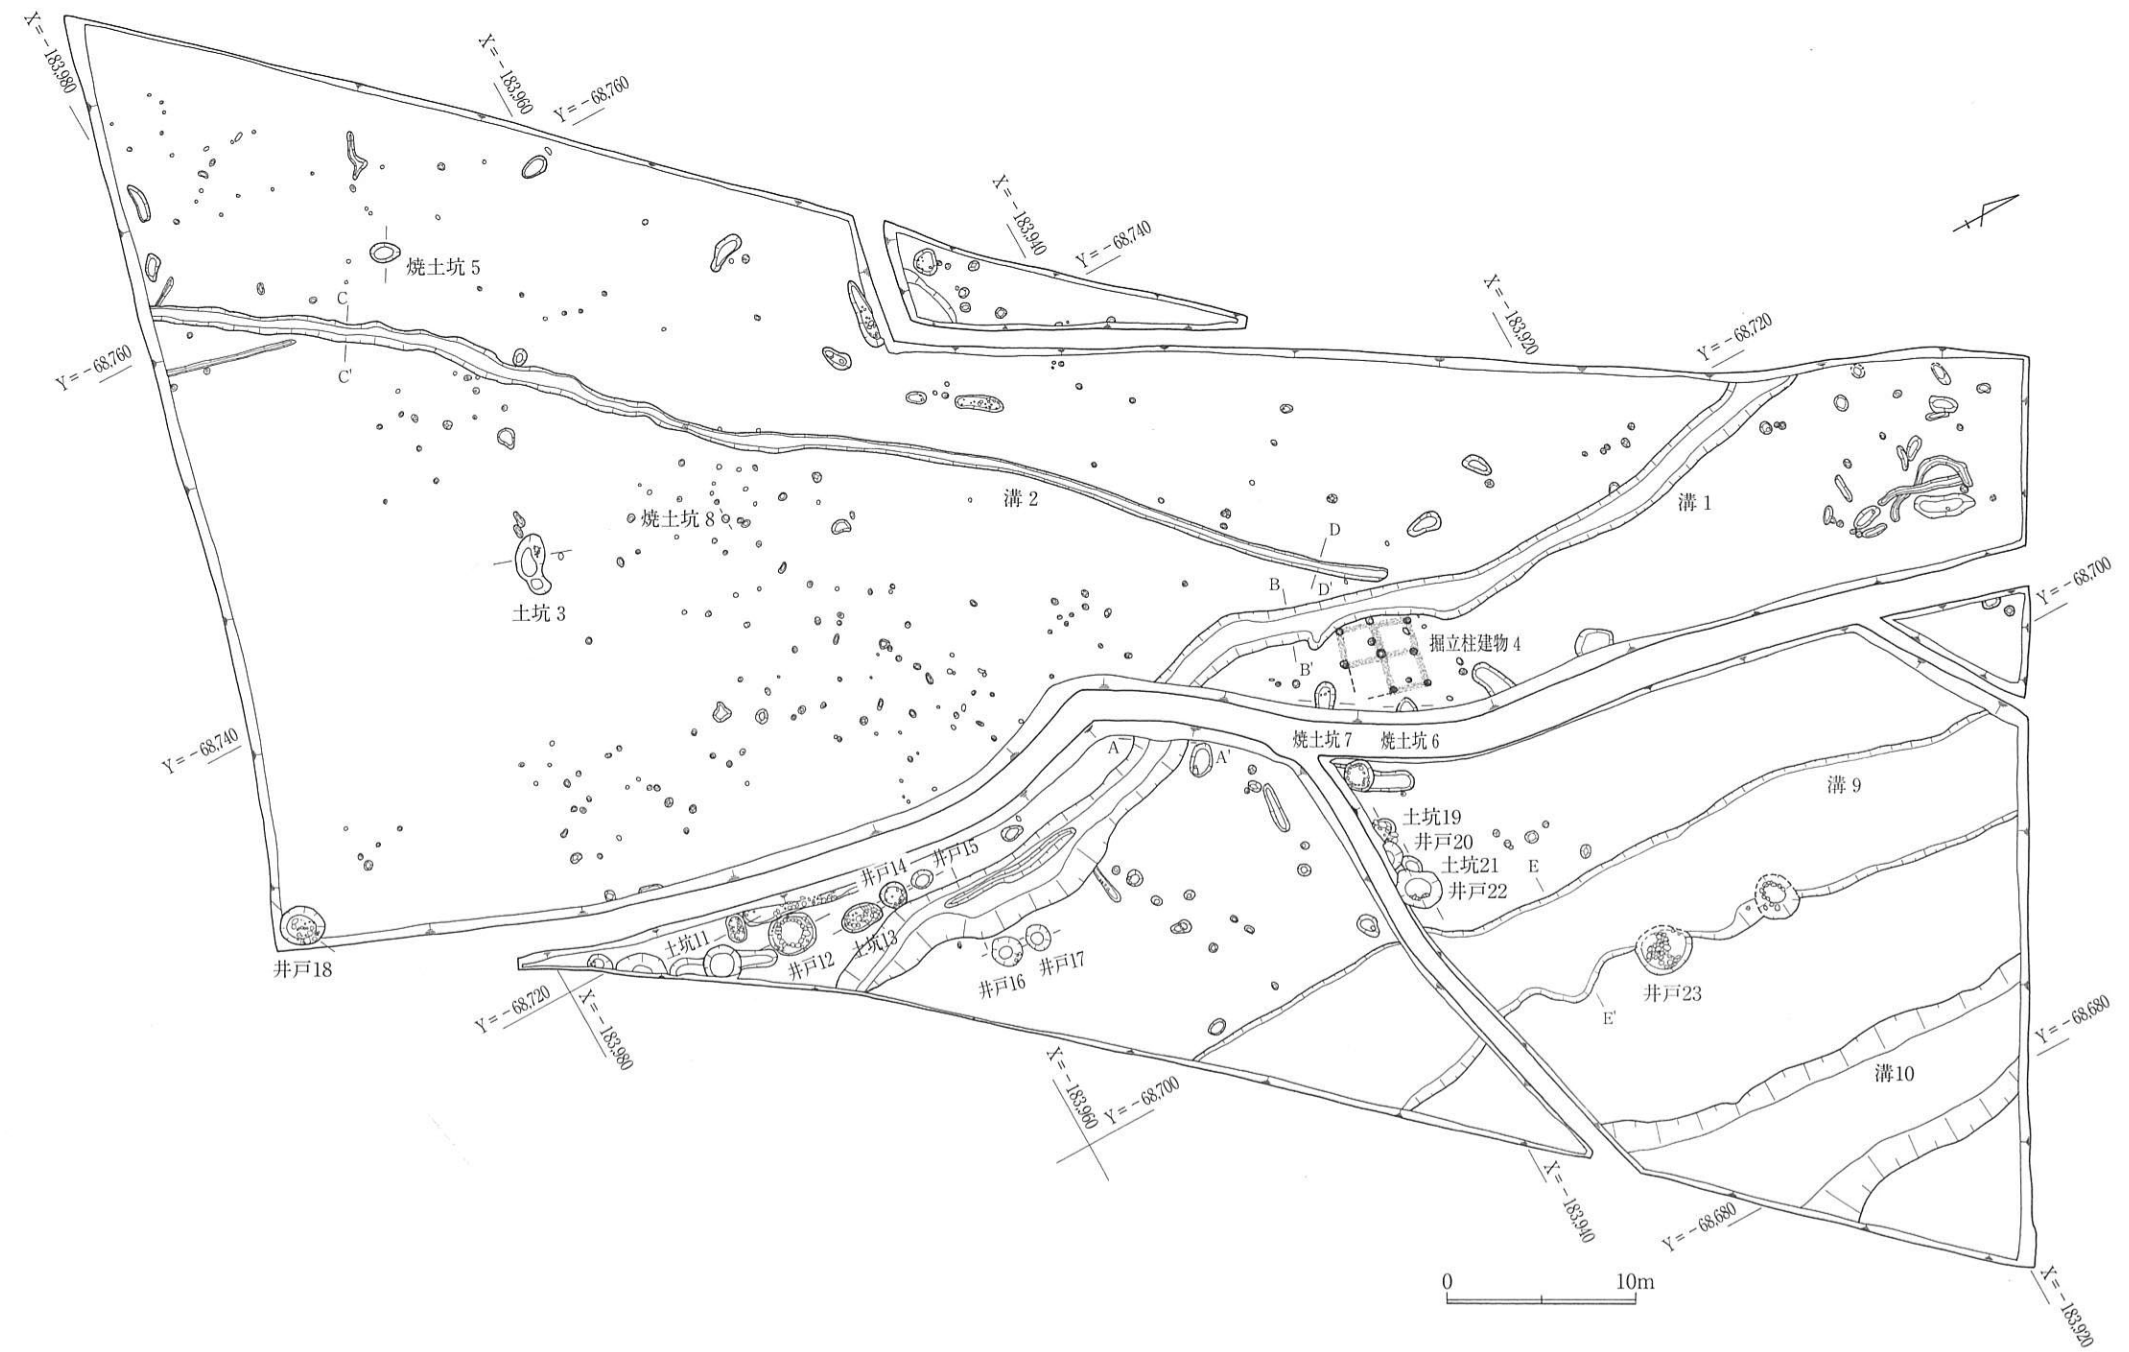 X=-183,980
X=-183,960
Y=-68,760
X=-183,940
Y=-68,740
X=-183,920
Y=-68,720
焼土坑5
C
C'
Y=-68,760
溝2
溝1
焼土坑8
土坑3
D
D'
B
B'
掘立柱建物4
Y=-68,700
Y=-68,740
焼土坑7
焼土坑6
A
A'
溝9
土坑19
井戸20
土坑21
井戸22
E
E'
井戸14
井戸15
土坑11
井戸12
土坑13
井戸16
井戸17
井戸18
井戸23
Y=-68,720
X=-183,980
Y=-68,680
溝10
X=-183,960
Y=-68,700
X=-183,940
Y=-68,680
X=-183,920
0 10m